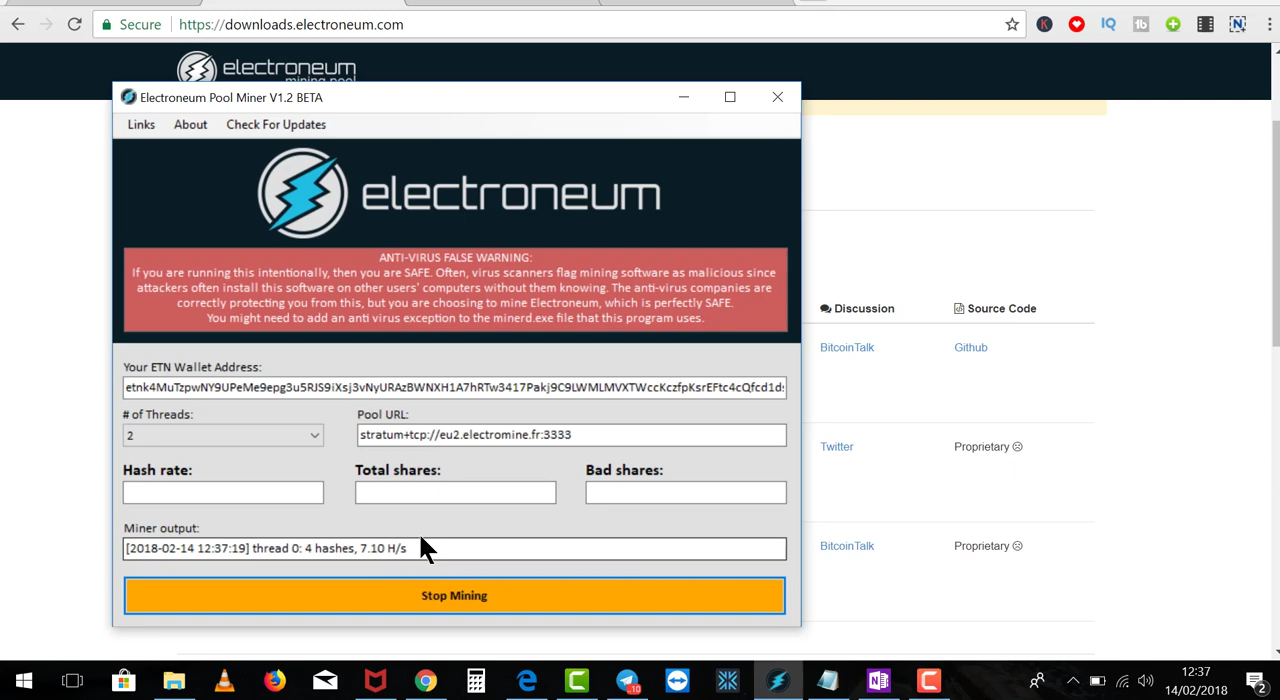 Secure
https://downloads.electroneum.com
electroneum
mining pool
Electroneum Pool Miner V1.2 BETA
Links About Check For Updates
electroneum
ANTI-VIRUS FALSE WARNING:
If you are running this intentionally, then you are SAFE. Often, virus scanners flag mining software as malicious since
attackers often install this software on other users' computers without them knowing. The anti-virus companies are
correctly protecting you from this, but you are choosing to mine Electroneum, which is perfectly SAFE.
You might need to add an anti virus exception to the minerd.exe file that this program uses.
Your ETN Wallet Address:
etnk4MuTzpwNY9UPeMe9epg3u5RJS9iXsj3vNyURAzBWNXH1A7hRTw3417Pakj9C9LWMLMVXTWccKczfpKsrEFtc4cQfcd1d
# of Threads:
2
Pool URL:
stratum+tcp://eu2.electromine.fr:3333
Hash rate:
Total shares:
Bad shares:
Miner output:
[2018-02-14 12:37:19] thread 0: 4 hashes, 7.10 H/s
Stop Mining
Discussion
Source Code
BitcoinTalk
Github
Twitter
Proprietary ☹
BitcoinTalk
Proprietary ☹
10
12:37
14/02/2018
2